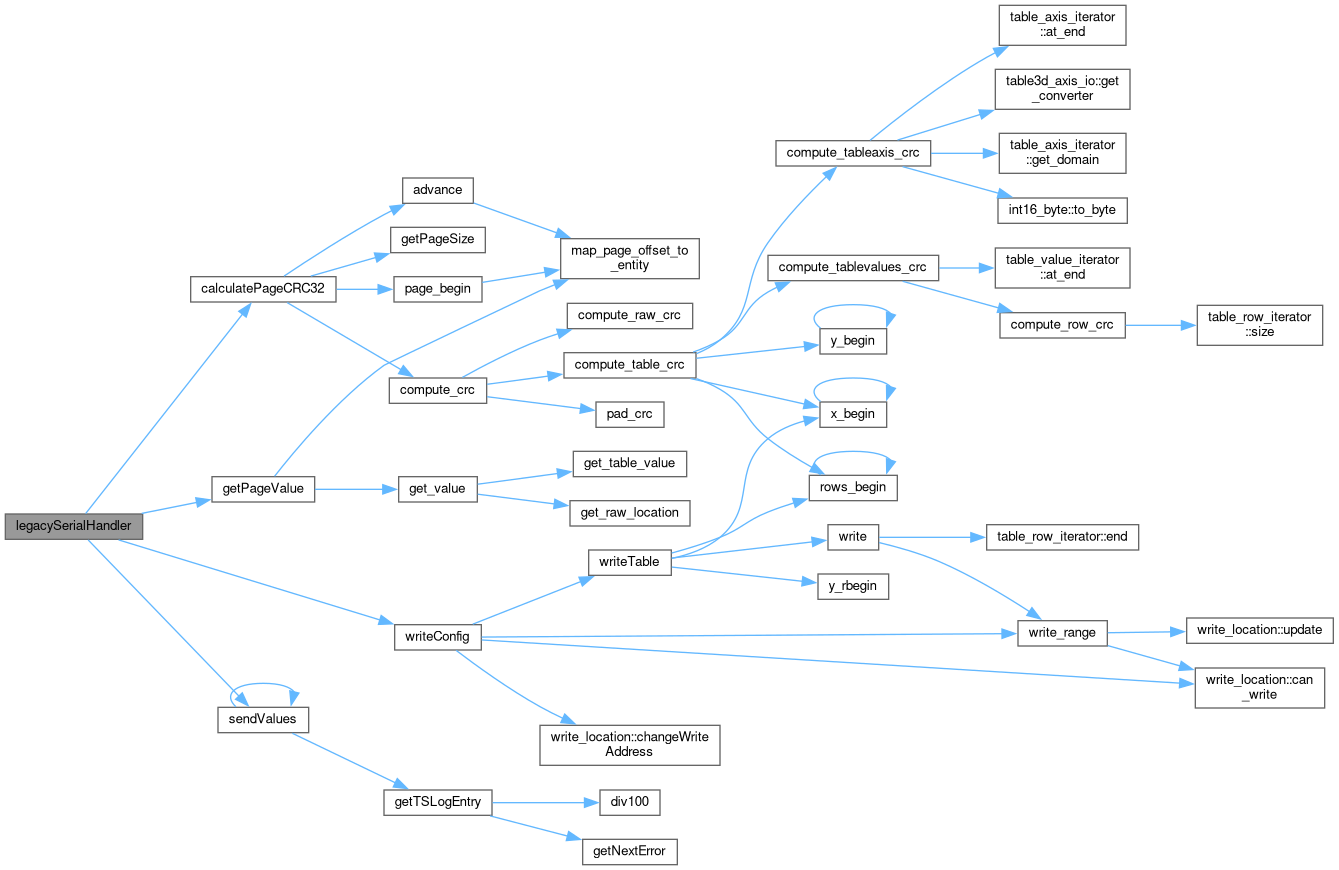 table_axis_iterator
::at_end
table3d_axis_io::get
_converter
compute_tableaxis_crc
table_axis_iterator
::get_domain
advance
int16_byte::to_byte
getPageSize
map_page_offset_to
_entity
compute_tablevalues_crc
table_value_iterator
::at_end
calculatePageCRC32
page_begin
compute_raw_crc
compute_row_crc
table_row_iterator
::size
y_begin
compute_table_crc
compute_crc
x_begin
pad_crc
get_table_value
getPageValue
get_value
rows_begin
get_raw_location
legacySerialHandler
write
table_row_iterator::end
writeTable
y_rbegin
writeConfig
write_range
write_location::update
write_location::can
_write
sendValues
write_location::changeWrite
Address
getTSLogEntry
div100
getNextError